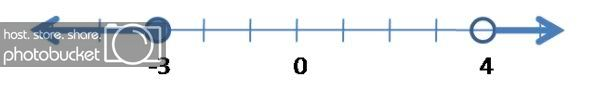 host. store. share.
photobucket
-3 0 4